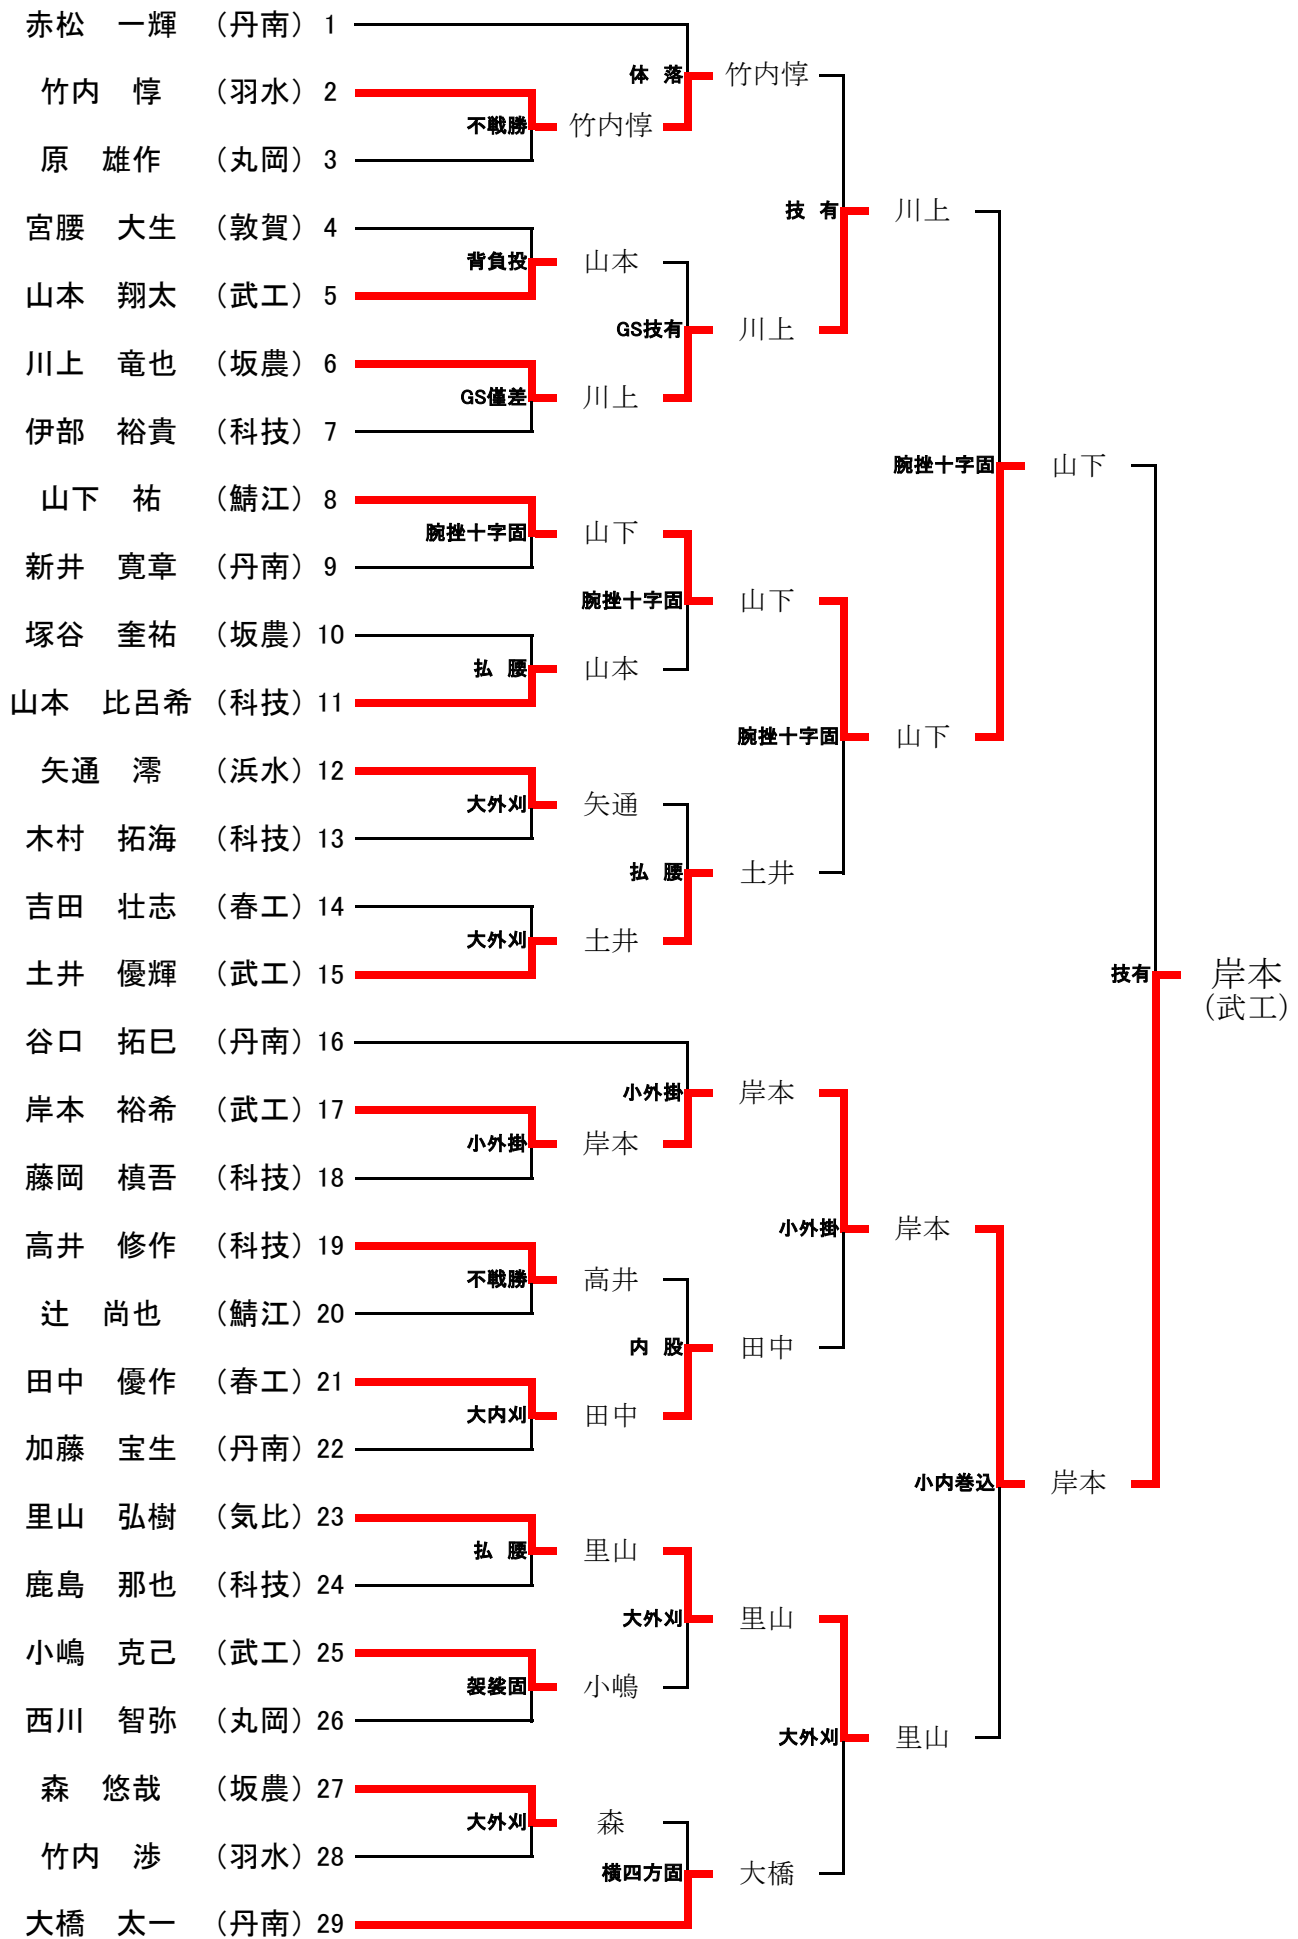 赤松　一輝　（丹南）　1
竹内　惇　（羽水）　2
原　雄作　（丸岡）　3
宮腰　大生　（敦賀）　4
山本　翔太　（武工）　5
川上　竜也　（坂農）　6
伊部　裕貴　（科技）　7
山下　祐　（鯖江）　8
新井　寛章　（丹南）　9
塚谷　奎祐　（坂農）　10
山本　比呂希　（科技）　11
矢通　澪　（浜水）　12
木村　拓海　（科技）　13
吉田　壮志　（春工）　14
土井　優輝　（武工）　15
谷口　拓巳　（丹南）　16
岸本　裕希　（武工）　17
藤岡　槙吾　（科技）　18
高井　修作　（科技）　19
辻　尚也　（鯖江）　20
田中　優作　（春工）　21
加藤　宝生　（丹南）　22
里山　弘樹　（気比）　23
鹿島　那也　（科技）　24
小嶋　克己　（武工）　25
西川　智弥　（丸岡）　26
森　悠哉　（坂農）　27
竹内　渉　（羽水）　28
大橋　太一　（丹南）　29
不戦勝　竹内惇
背負投　山本
GS僅差　川上
腕挫十字固　山下
払　腰　山本
大外刈　矢通
大外刈　土井
小外掛　岸本
不戦勝　高井
大内刈　田中
払　腰　里山
袈裟固　小嶋
大外刈　森
体　落　竹内惇
GS技有　川上
腕挫十字固　山下
払　腰　土井
小外掛　岸本
内　股　田中
大外刈　里山
横四方固　大橋
技　有　川上
腕挫十字固　山下
小外掛　岸本
大外刈　里山
腕挫十字固　山下
小内巻込　岸本
技有　岸本
（武工）